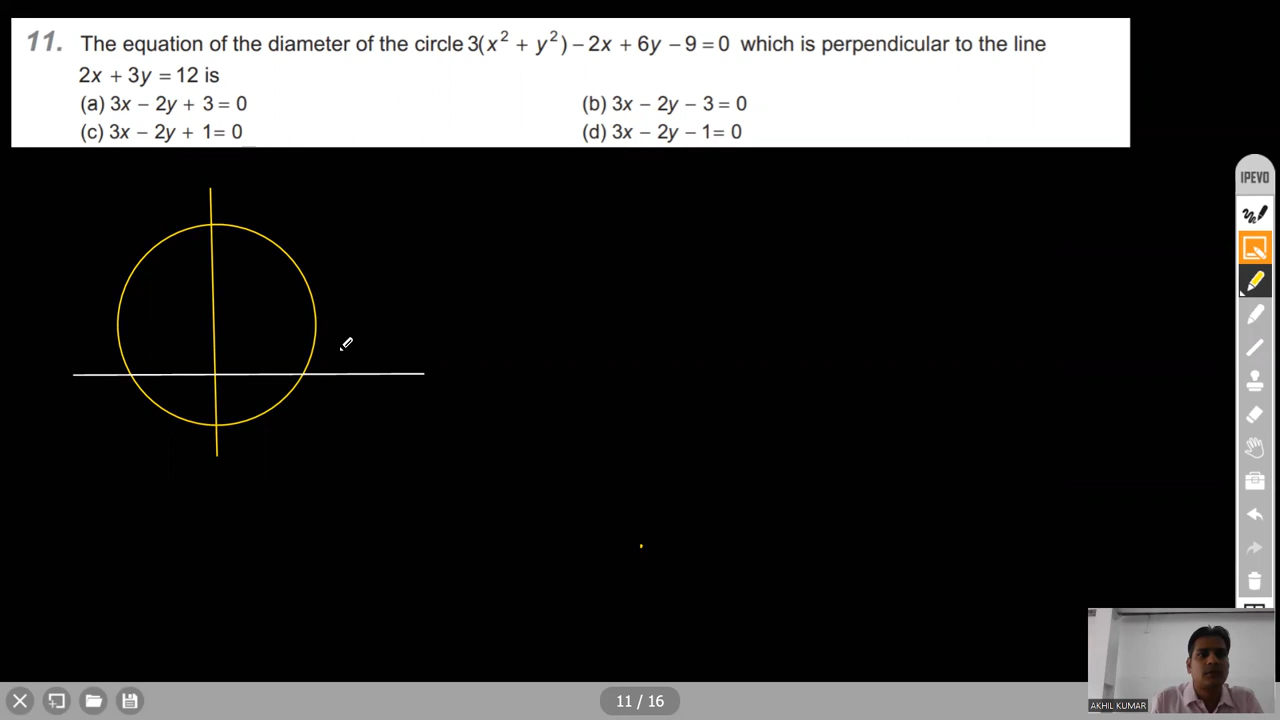 11. The equation of the diameter of the circle 3(x² + y²) − 2x + 6y − 9 = 0 which is perpendicular to the line
2x + 3y = 12 is
(a) 3x − 2y + 3 = 0 (b) 3x − 2y − 3 = 0
(c) 3x − 2y + 1= 0 (d) 3x − 2y − 1= 0
IPEVO
AKHIL KUMAR
11 / 16